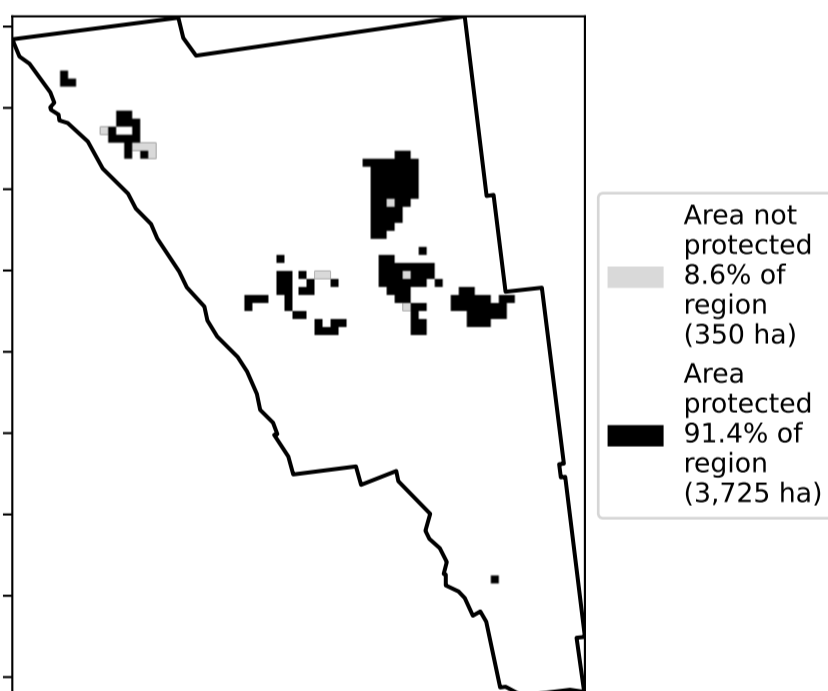 Area not
protected
8.6% of
region
(350 ha)
Area
protected
91.4% of
region
(3,725 ha)